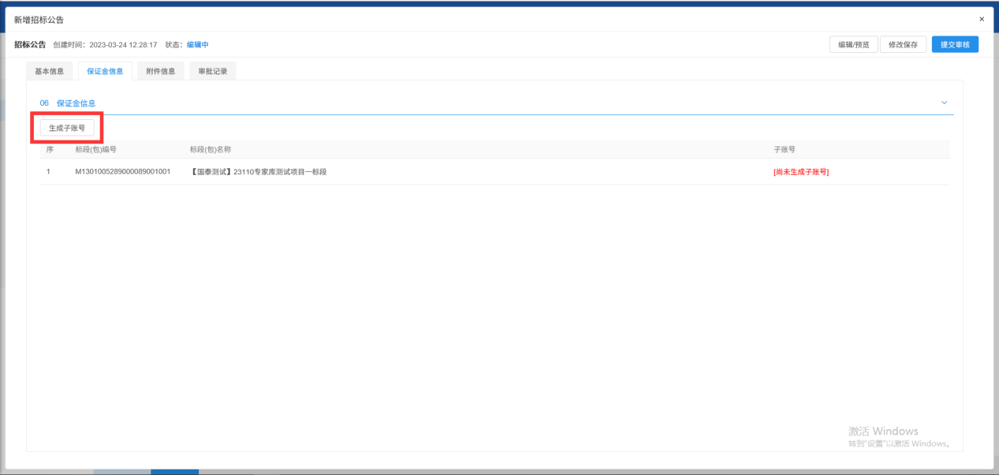 新增招标公告 ×
招标公告 创建时间：2023-03-24 12:28:17 状态：编辑中 编辑/预览 修改保存 提交审核
基本信息 保证金信息 附件信息 审批记录
06 保证金信息
生成子账号
序 标段(包)编号 标段(包)名称 子账号
1 M1301005289000089001001 【国泰测试】23110专家库测试项目一标段 [尚未生成子账号]
激活 Windows
转到"设置"以激活 Windows。